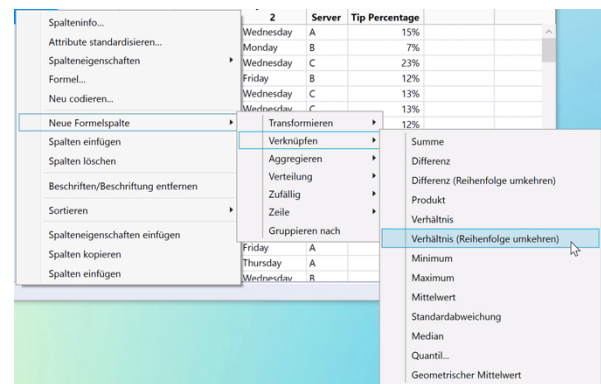 2 Server Tip Percentage
Wednesday A 15%
Monday B 7%
Wednesday C 23%
Friday B 12%
Wednesday C 13%
Wednesday C 13%
12%
Friday A
Thursday A
Wednesday B
Spalteninfo...
Attribute standardisieren...
Spalteneigenschaften
Formel...
Neu codieren...
Neue Formelspalte
Spalten einfügen
Spalten löschen
Beschriften/Beschriftung entfernen
Sortieren
Spalteneigenschaften einfügen
Spalten kopieren
Spalten einfügen
Transformieren
Verknüpfen
Aggregieren
Verteilung
Zufällig
Zeile
Gruppieren nach
Summe
Differenz
Differenz (Reihenfolge umkehren)
Produkt
Verhältnis
Verhältnis (Reihenfolge umkehren)
Minimum
Maximum
Mittelwert
Standardabweichung
Median
Quantil...
Geometrischer Mittelwert